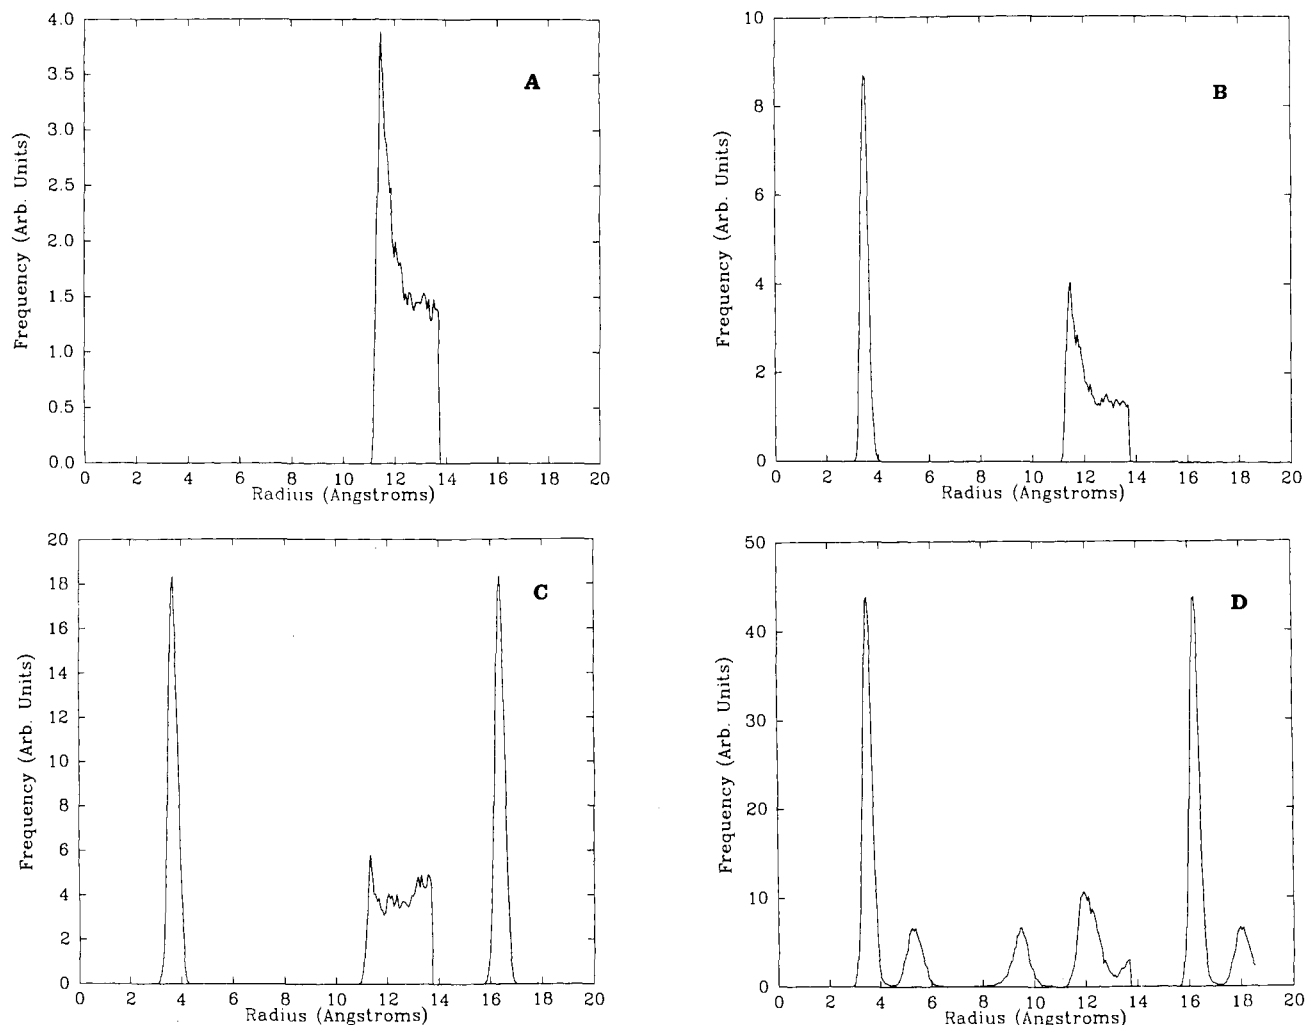 4.0
3.5
3.0
2.5
2.0
1.5
1.0
0.5
0.0
Frequency (Arb. Units)
A
0 2 4 6 8 10 12 14 16 18 20
Radius (Angstroms)
10
8
6
4
2
0
Frequency (Arb. Units)
B
0 2 4 6 8 10 12 14 16 18 20
Radius (Angstroms)
20
18
16
14
12
10
8
6
4
2
0
Frequency (Arb. Units)
C
0 2 4 6 8 10 12 14 16 18 20
Radius (Angstroms)
50
40
30
20
10
0
Frequency (Arb. Units)
D
0 2 4 6 8 10 12 14 16 18 20
Radius (Angstroms)